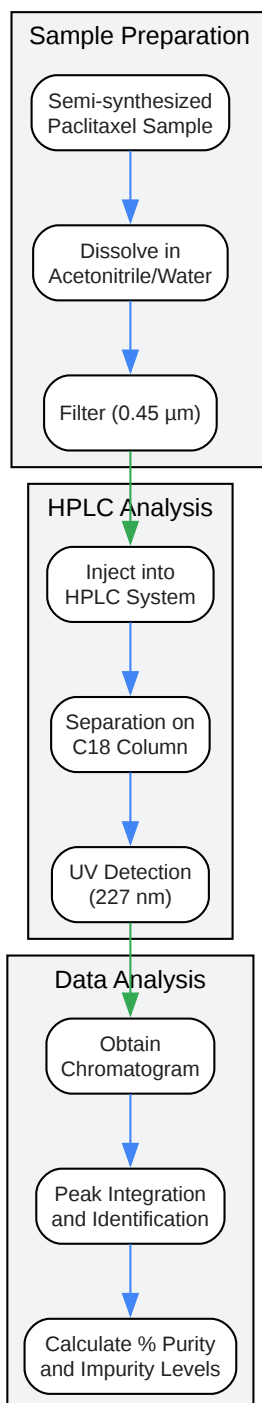 Sample Preparation
Semi-synthesized
Paclitaxel Sample
Dissolve in
Acetonitrile/Water
Filter (0.45 µm)
HPLC Analysis
Inject into
HPLC System
Separation on
C18 Column
UV Detection
(227 nm)
Data Analysis
Obtain
Chromatogram
Peak Integration
and Identification
Calculate % Purity
and Impurity Levels